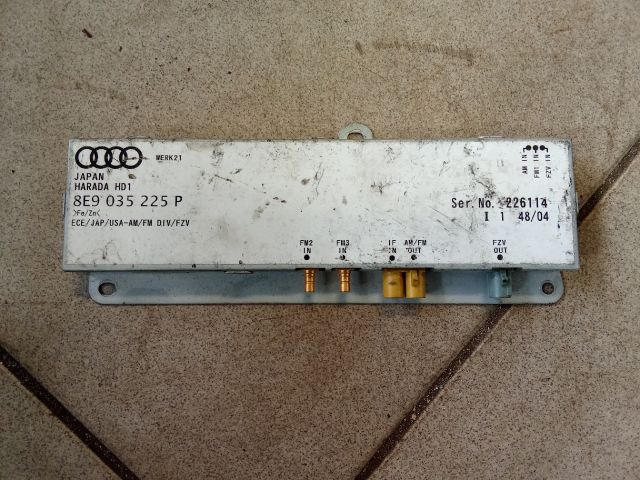 WERK21
JAPAN
HARADA HD1
8E9 035 225 P
>Fe/Zn<
ECE/JAP/USA-AM/FM DIV/FZV
AM IN
FM1 IN
FZV IN
Ser. No. 226114
I 1 48/04
FM2 IN
FM3 IN
IF IN
AM/FM OUT
FZV OUT